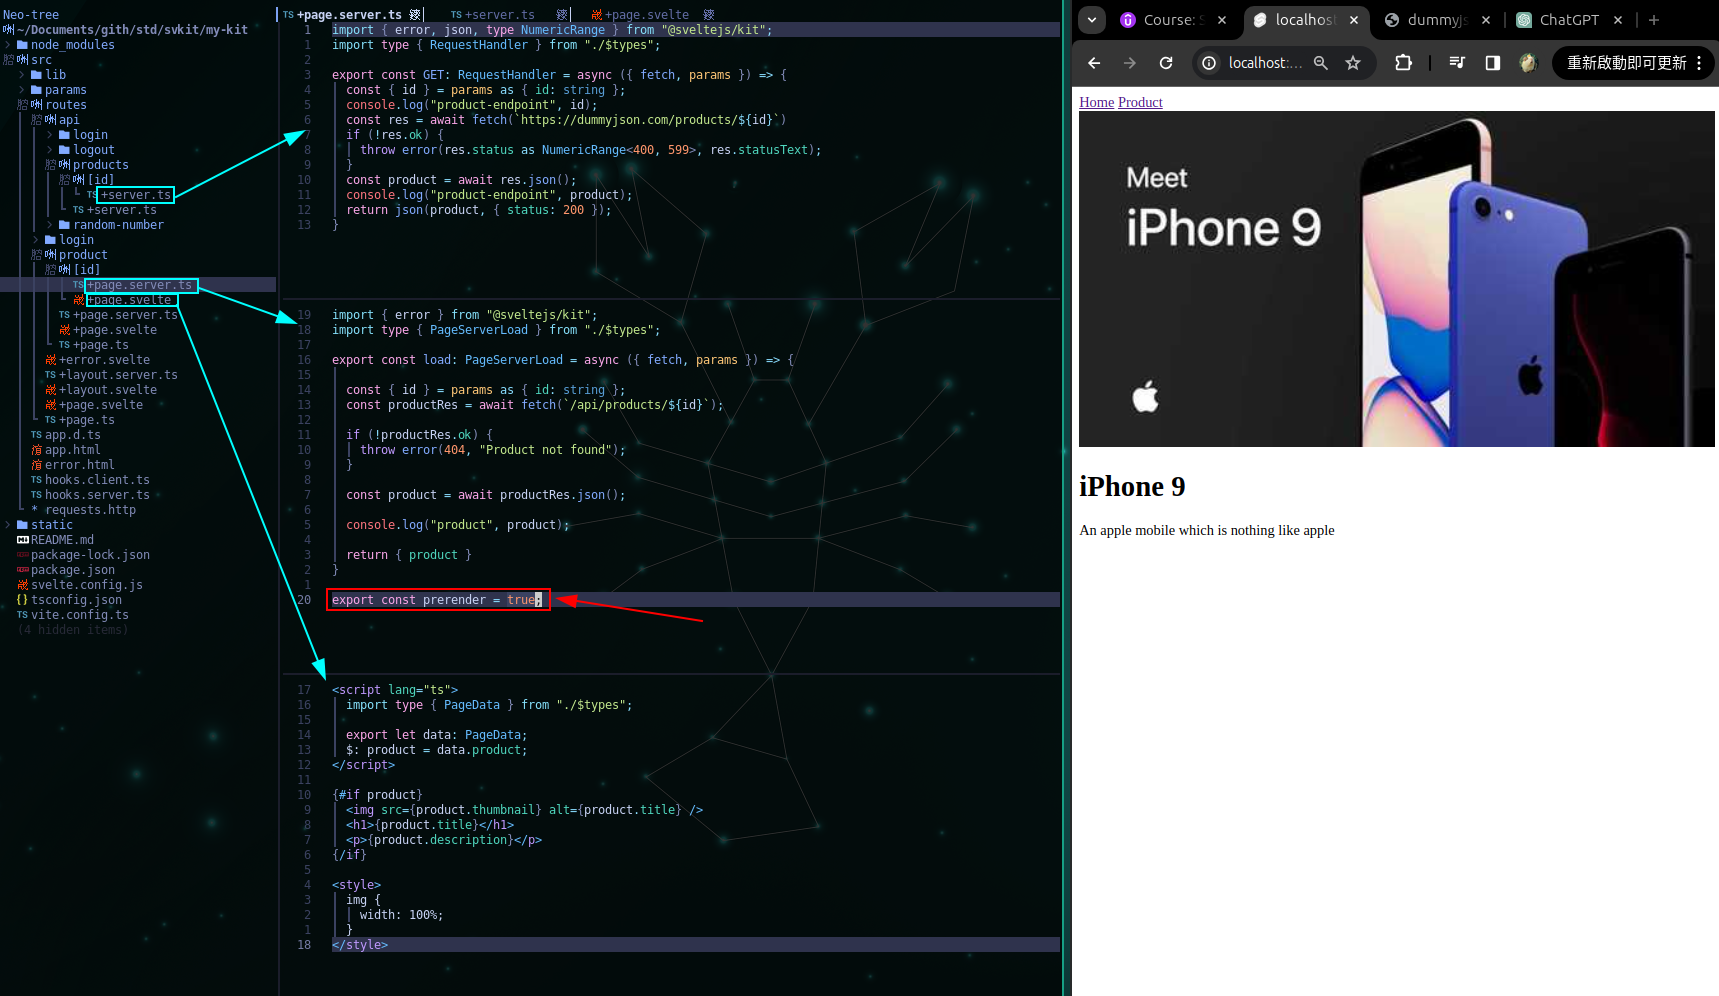 Neo-tree
~/Documents/gith/std/svkit/my-kit
node_modules
src
lib
params
routes
api
login
logout
products
[id]
TS +server.ts
TS +server.ts
random-number
login
product
[id]
TS +page.server.ts
+page.svelte
TS +page.server.ts
+page.svelte
TS +page.ts
+error.svelte
TS +layout.server.ts
+layout.svelte
+page.svelte
TS +page.ts
TS app.d.ts
app.html
error.html
TS hooks.client.ts
TS hooks.server.ts
* requests.http
static
README.md
package-lock.json
package.json
svelte.config.js
{} tsconfig.json
TS vite.config.ts
(4 hidden items)
TS +page.server.ts TS +server.ts +page.svelte
1 import { error, json, type NumericRange } from "@sveltejs/kit";
1 import type { RequestHandler } from "./$types";
2
3 export const GET: RequestHandler = async ({ fetch, params }) => {
4 const { id } = params as { id: string };
5 console.log("product-endpoint", id);
6 const res = await fetch(`https://dummyjson.com/products/${id}`)
7 if (!res.ok) {
8 throw error(res.status as NumericRange<400, 599>, res.statusText);
9 }
10 const product = await res.json();
11 console.log("product-endpoint", product);
12 return json(product, { status: 200 });
13 }
19 import { error } from "@sveltejs/kit";
18 import type { PageServerLoad } from "./$types";
17
16 export const load: PageServerLoad = async ({ fetch, params }) => {
15
14 const { id } = params as { id: string };
13 const productRes = await fetch(`/api/products/${id}`);
12
11 if (!productRes.ok) {
10 throw error(404, "Product not found");
9 }
8
7 const product = await productRes.json();
6
5 console.log("product", product);
4
3 return { product }
2 }
1
20 export const prerender = true;
17 <script lang="ts">
16 import type { PageData } from "./$types";
15
14 export let data: PageData;
13 $: product = data.product;
12 </script>
11
10 {#if product}
9 <img src={product.thumbnail} alt={product.title} />
8 <h1>{product.title}</h1>
7 <p>{product.description}</p>
6 {/if}
5
4 <style>
3 img {
2 width: 100%;
1 }
18 </style>
Course: S localhost dummyjs ChatGPT
localhost:... 重新啟動即可更新
Home Product
Meet
iPhone 9
iPhone 9
An apple mobile which is nothing like apple